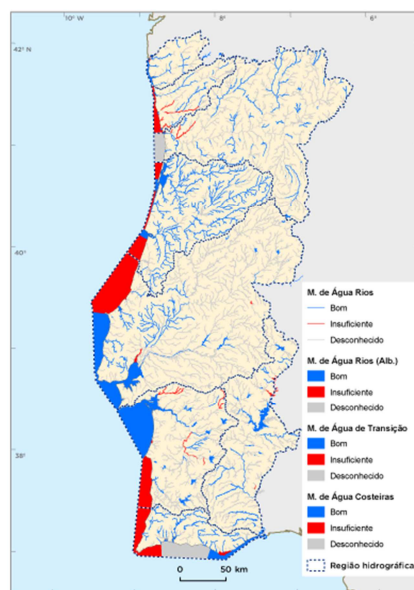 10° W
8°
6°
42° N
40°
38°
M. de Água Rios
Bom
Insuficiente
Desconhecido
M. de Água Rios (Alb.)
Bom
Insuficiente
Desconhecido
M. de Água de Transição
Bom
Insuficiente
Desconhecido
M. de Água Costeiras
Bom
Insuficiente
Desconhecido
Região hidrográfica
0 50 km